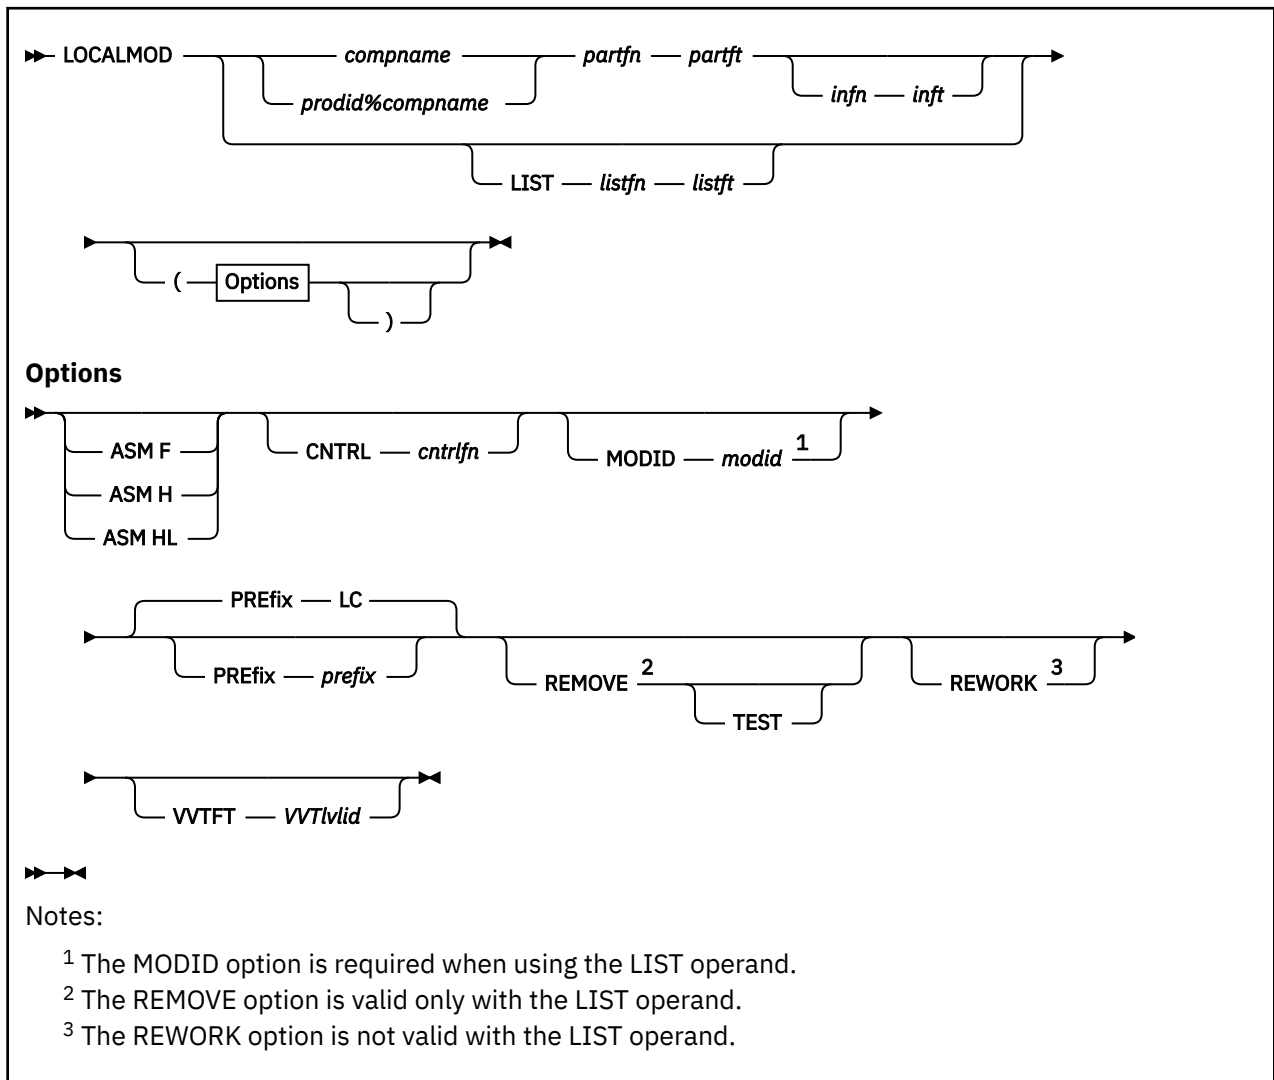 LOCALMOD compname partfn partft
prodid%compname infn inft
LIST listfn listft
( Options
)
Options
ASM F CNTRL cntrlfn MODID modid 1
ASM H
ASM HL
PREfix LC
PREfix prefix REMOVE 2 REWORK 3
TEST
VVTFT VVTlvlid
Notes:
1 The MODID option is required when using the LIST operand.
2 The REMOVE option is valid only with the LIST operand.
3 The REWORK option is not valid with the LIST operand.